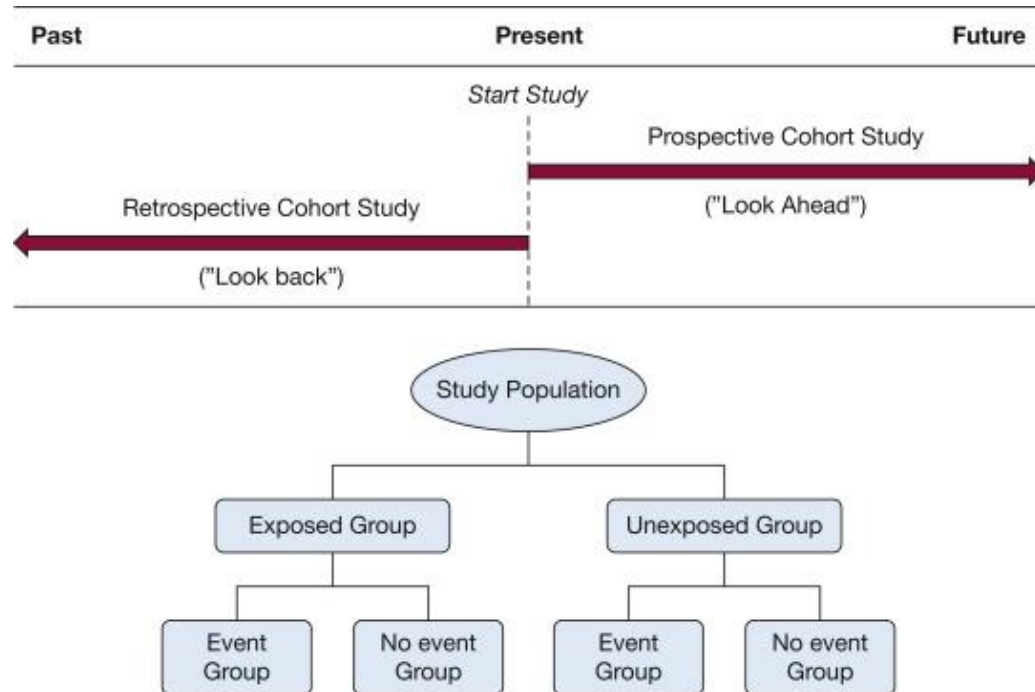 Past Present Future
Start Study
Prospective Cohort Study
("Look Ahead”)
Retrospective Cohort Study
("Look back”)
Study Population
Exposed Group Unexposed Group
Event No event Event No event
Group Group Group Group